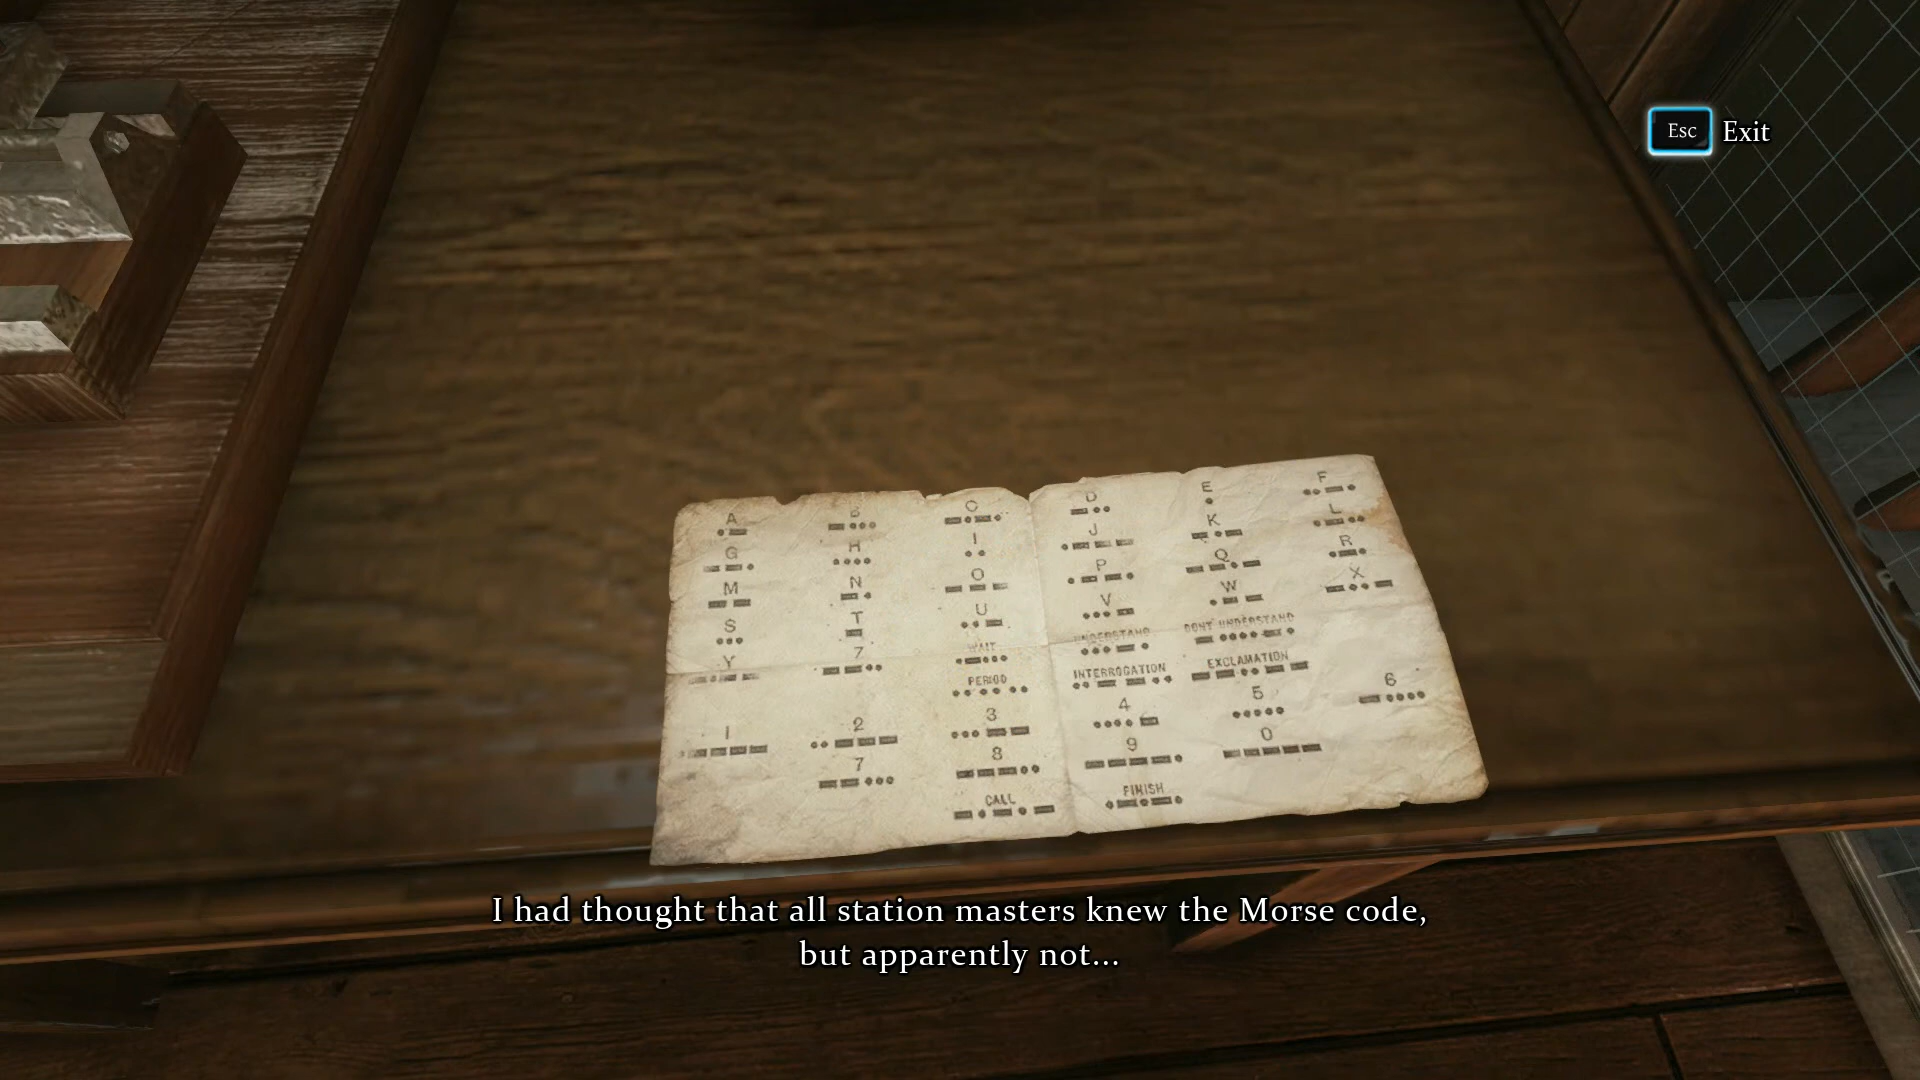 Esc Exit
A B C D E F
G H I J K L
M N O P Q R
S T U V W X
Y Z WAIT UNDERSTAND DONT UNDERSTAND
PERIOD INTERROGATION EXCLAMATION
1 2 3 4 5 6
7 8 9 0
CALL FINISH
I had thought that all station masters knew the Morse code,
but apparently not...